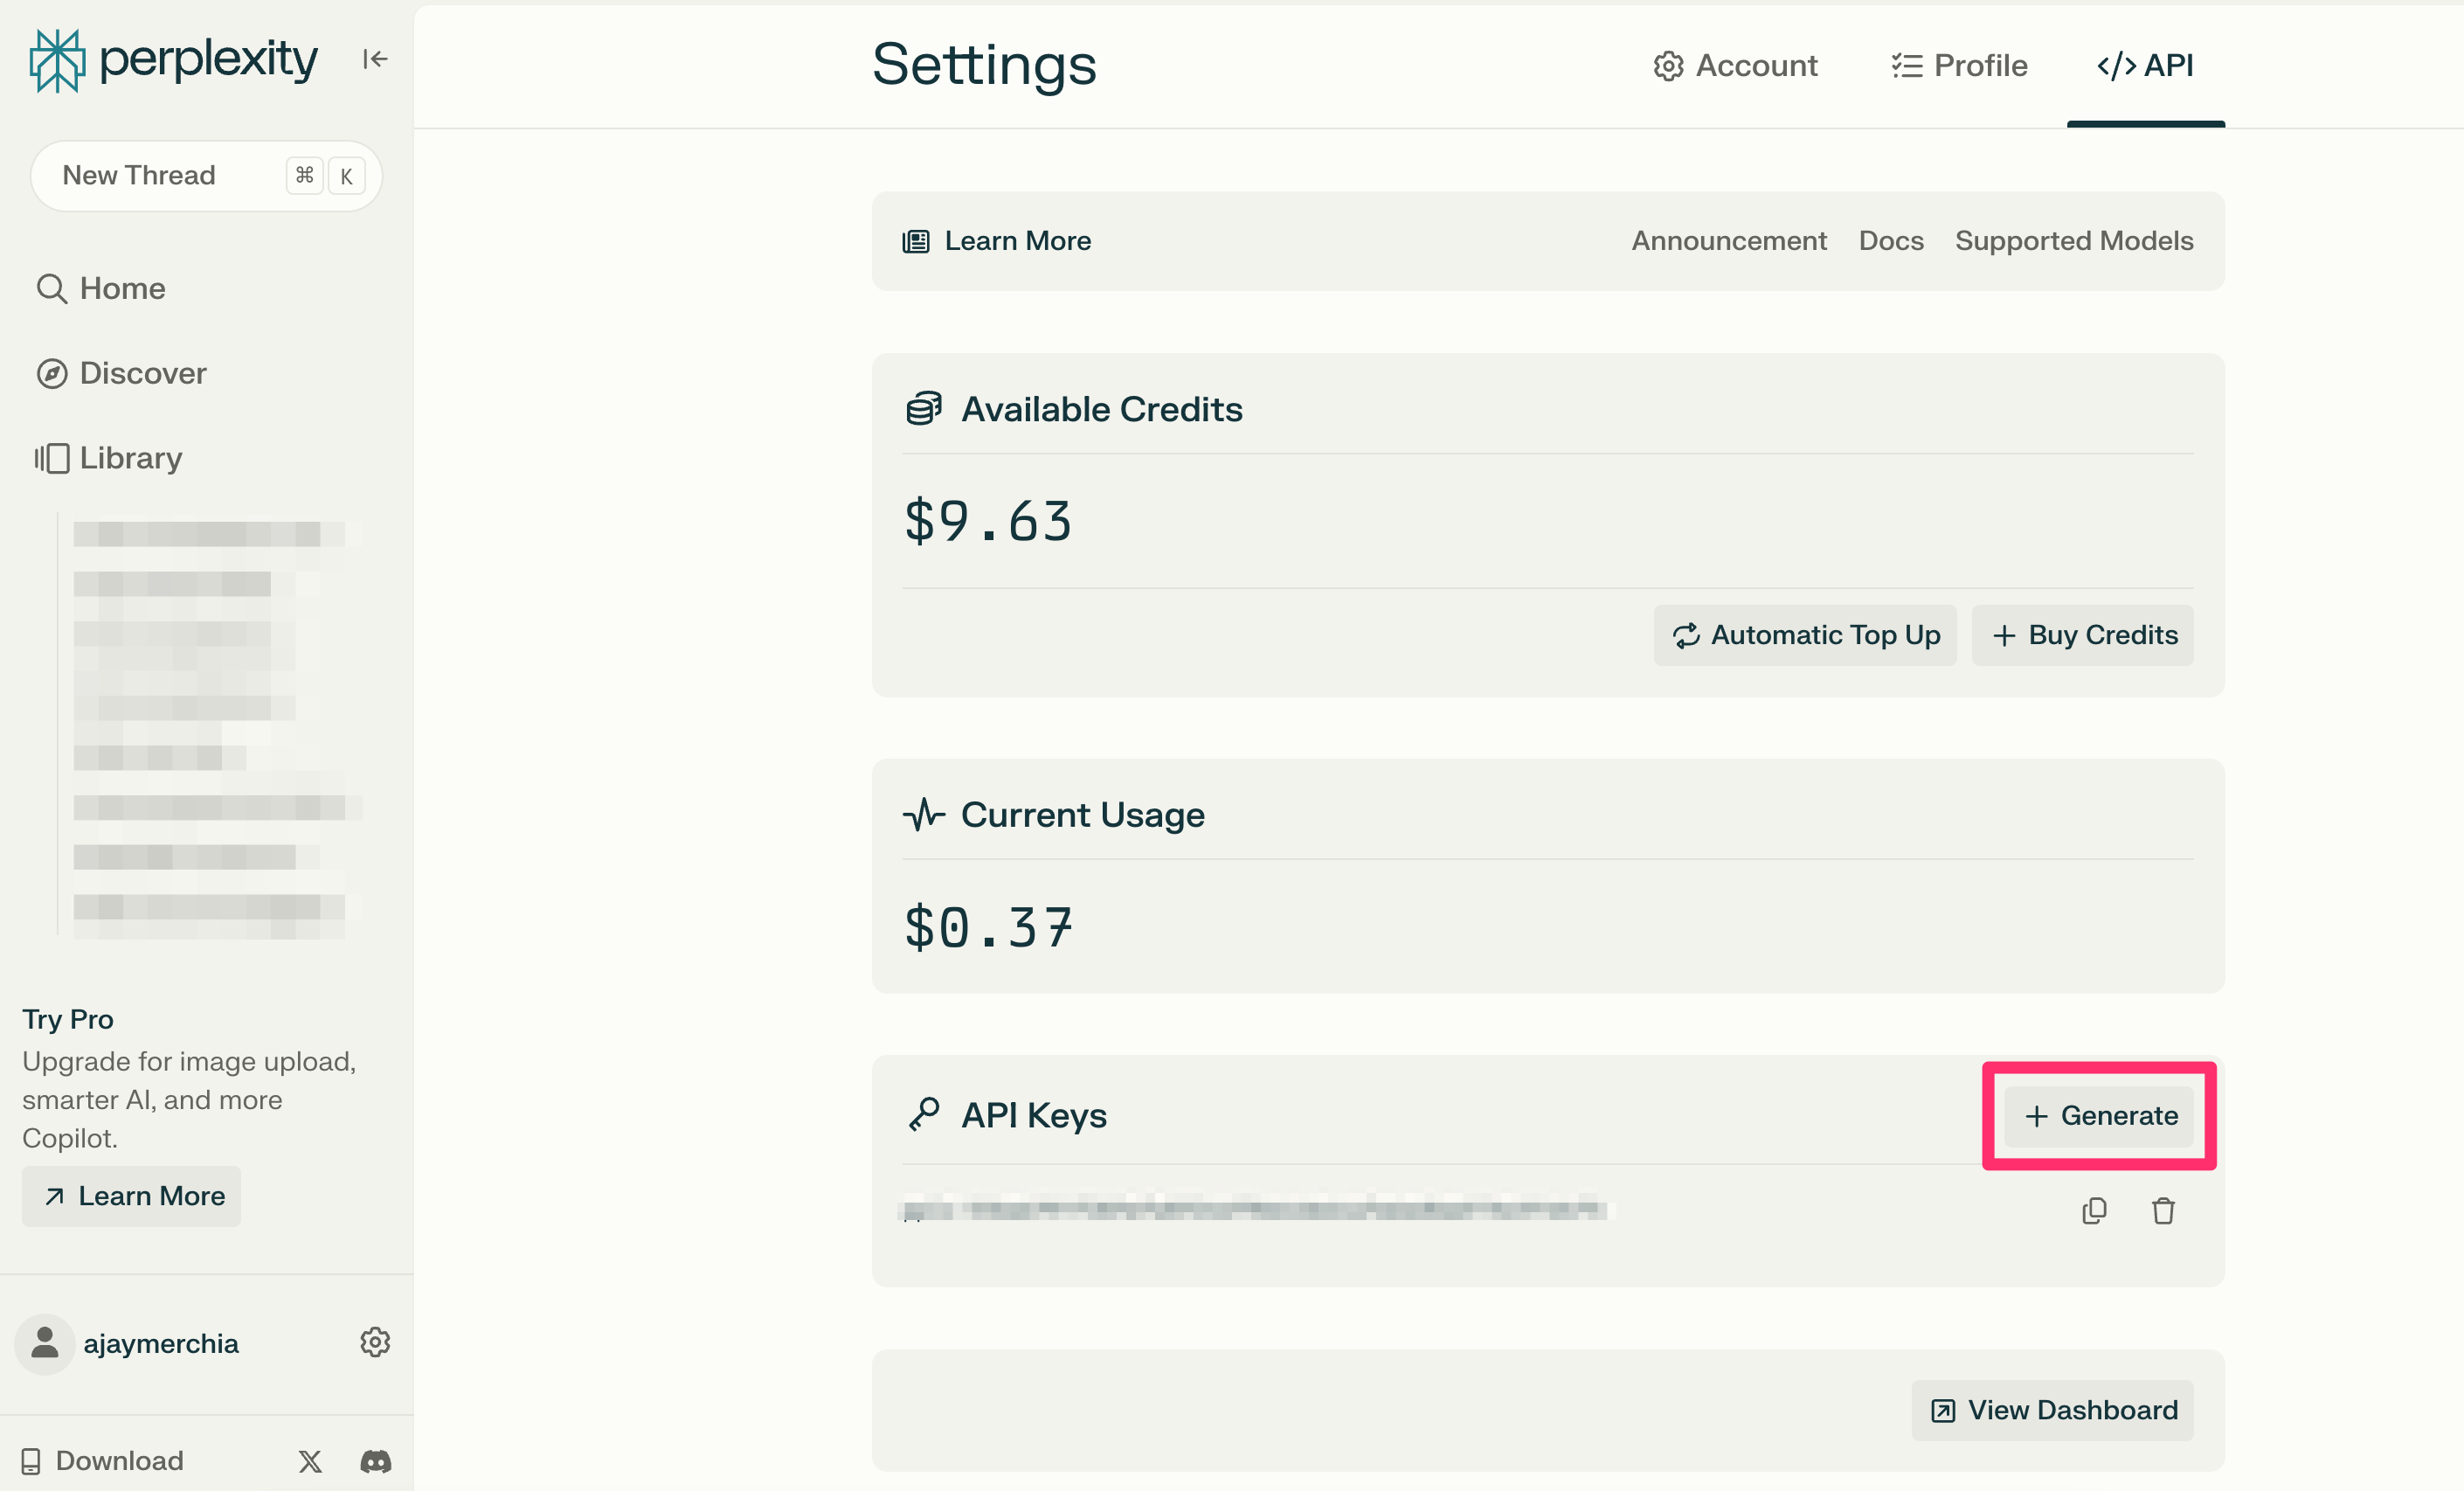 perplexity
New Thread ⌘ K
Home
Discover
Library
Try Pro
Upgrade for image upload,
smarter AI, and more
Copilot.
Learn More
ajaymerchia
Download
Settings
Account Profile </> API
Learn More Announcement Docs Supported Models
Available Credits
$9.63
Automatic Top Up + Buy Credits
Current Usage
$0.37
API Keys + Generate
View Dashboard